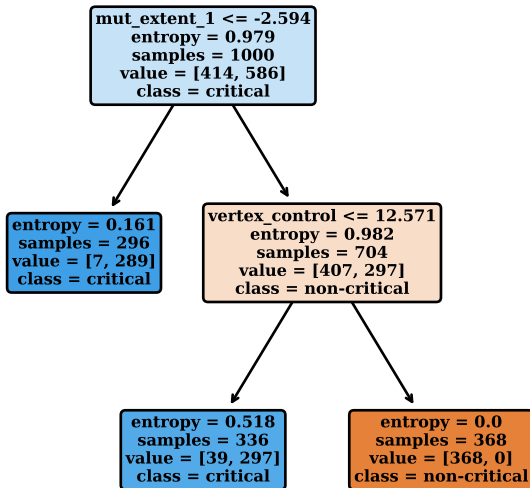 mut_extent_1 <= -2.594
entropy = 0.979
samples = 1000
value = [414, 586]
class = critical
entropy = 0.161
samples = 296
value = [7, 289]
class = critical
vertex_control <= 12.571
entropy = 0.982
samples = 704
value = [407, 297]
class = non-critical
entropy = 0.518
samples = 336
value = [39, 297]
class = critical
entropy = 0.0
samples = 368
value = [368, 0]
class = non-critical